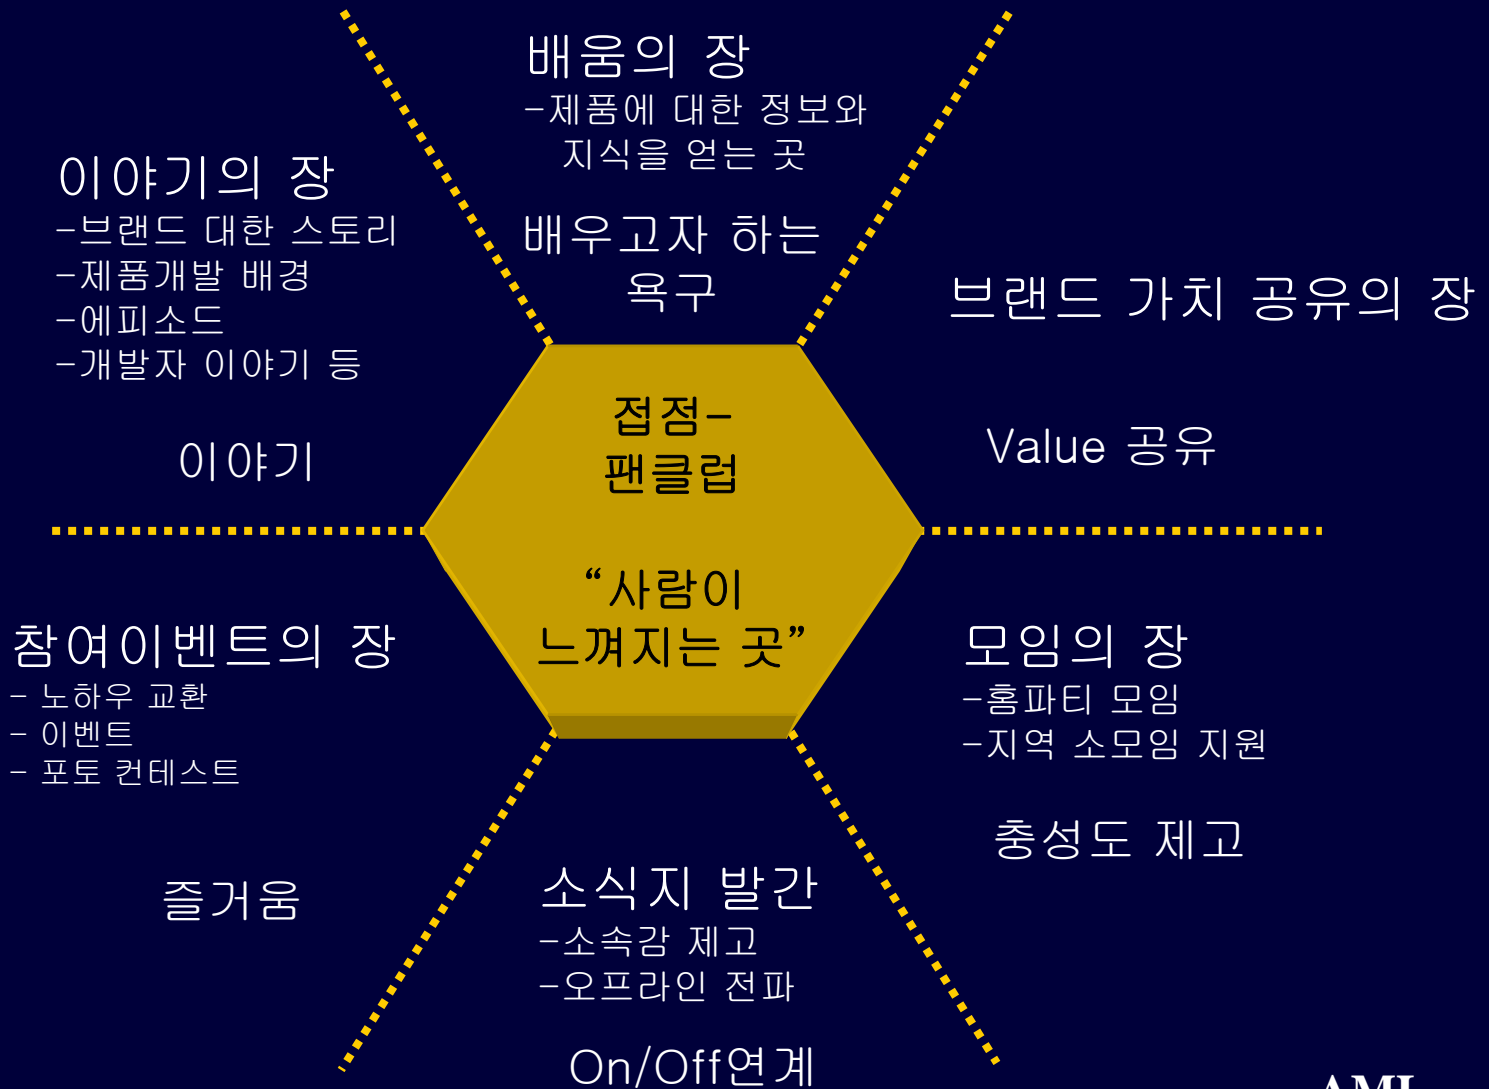 배움의 장
-제품에 대한 정보와
지식을 얻는 곳
배우고자 하는
욕구
이야기의 장
-브랜드 대한 스토리
-제품개발 배경
-에피소드
-개발자 이야기 등
이야기
브랜드 가치 공유의 장
Value 공유
접점-
팬클럽
“사람이
느껴지는 곳”
참여이벤트의 장
- 노하우 교환
- 이벤트
- 포토 컨테스트
즐거움
모임의 장
-홈파티 모임
-지역 소모임 지원
충성도 제고
소식지 발간
-소속감 제고
-오프라인 전파
On/Off연계
AMI